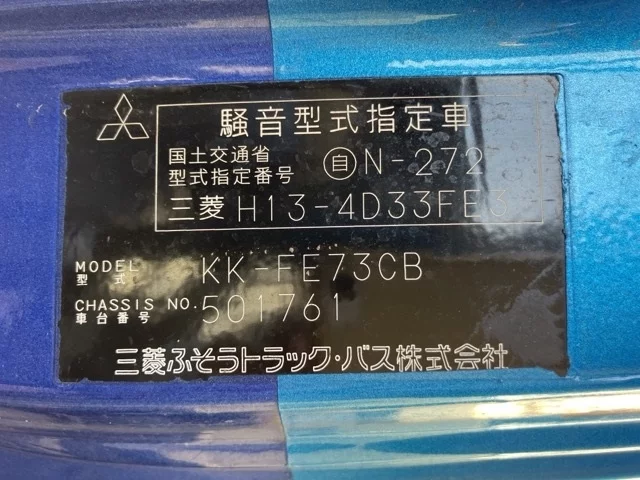 騒音型式指定車
国土交通省
型式指定番号
自 N-272
三菱 H13-4D33FE3
MODEL
型式
KK-FE73CB
CHASSIS NO.
車台番号
501761
三菱ふそうトラック・バス株式会社